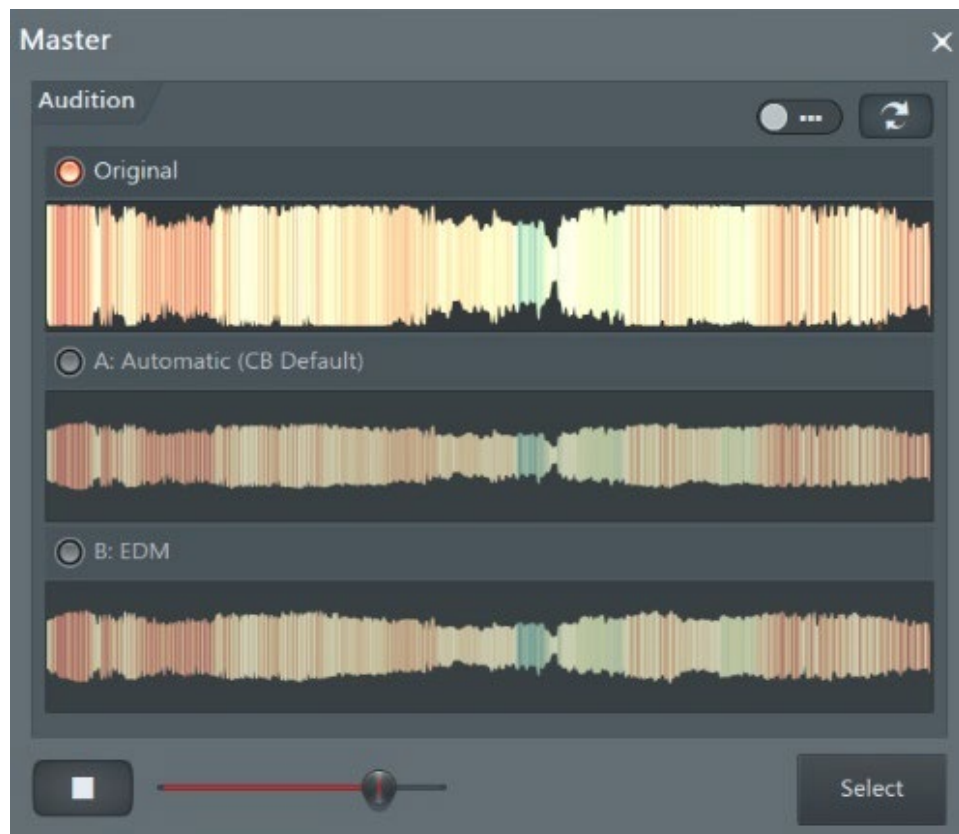 Master
Audition
Original
A: Automatic (CB Default)
B: EDM
Select